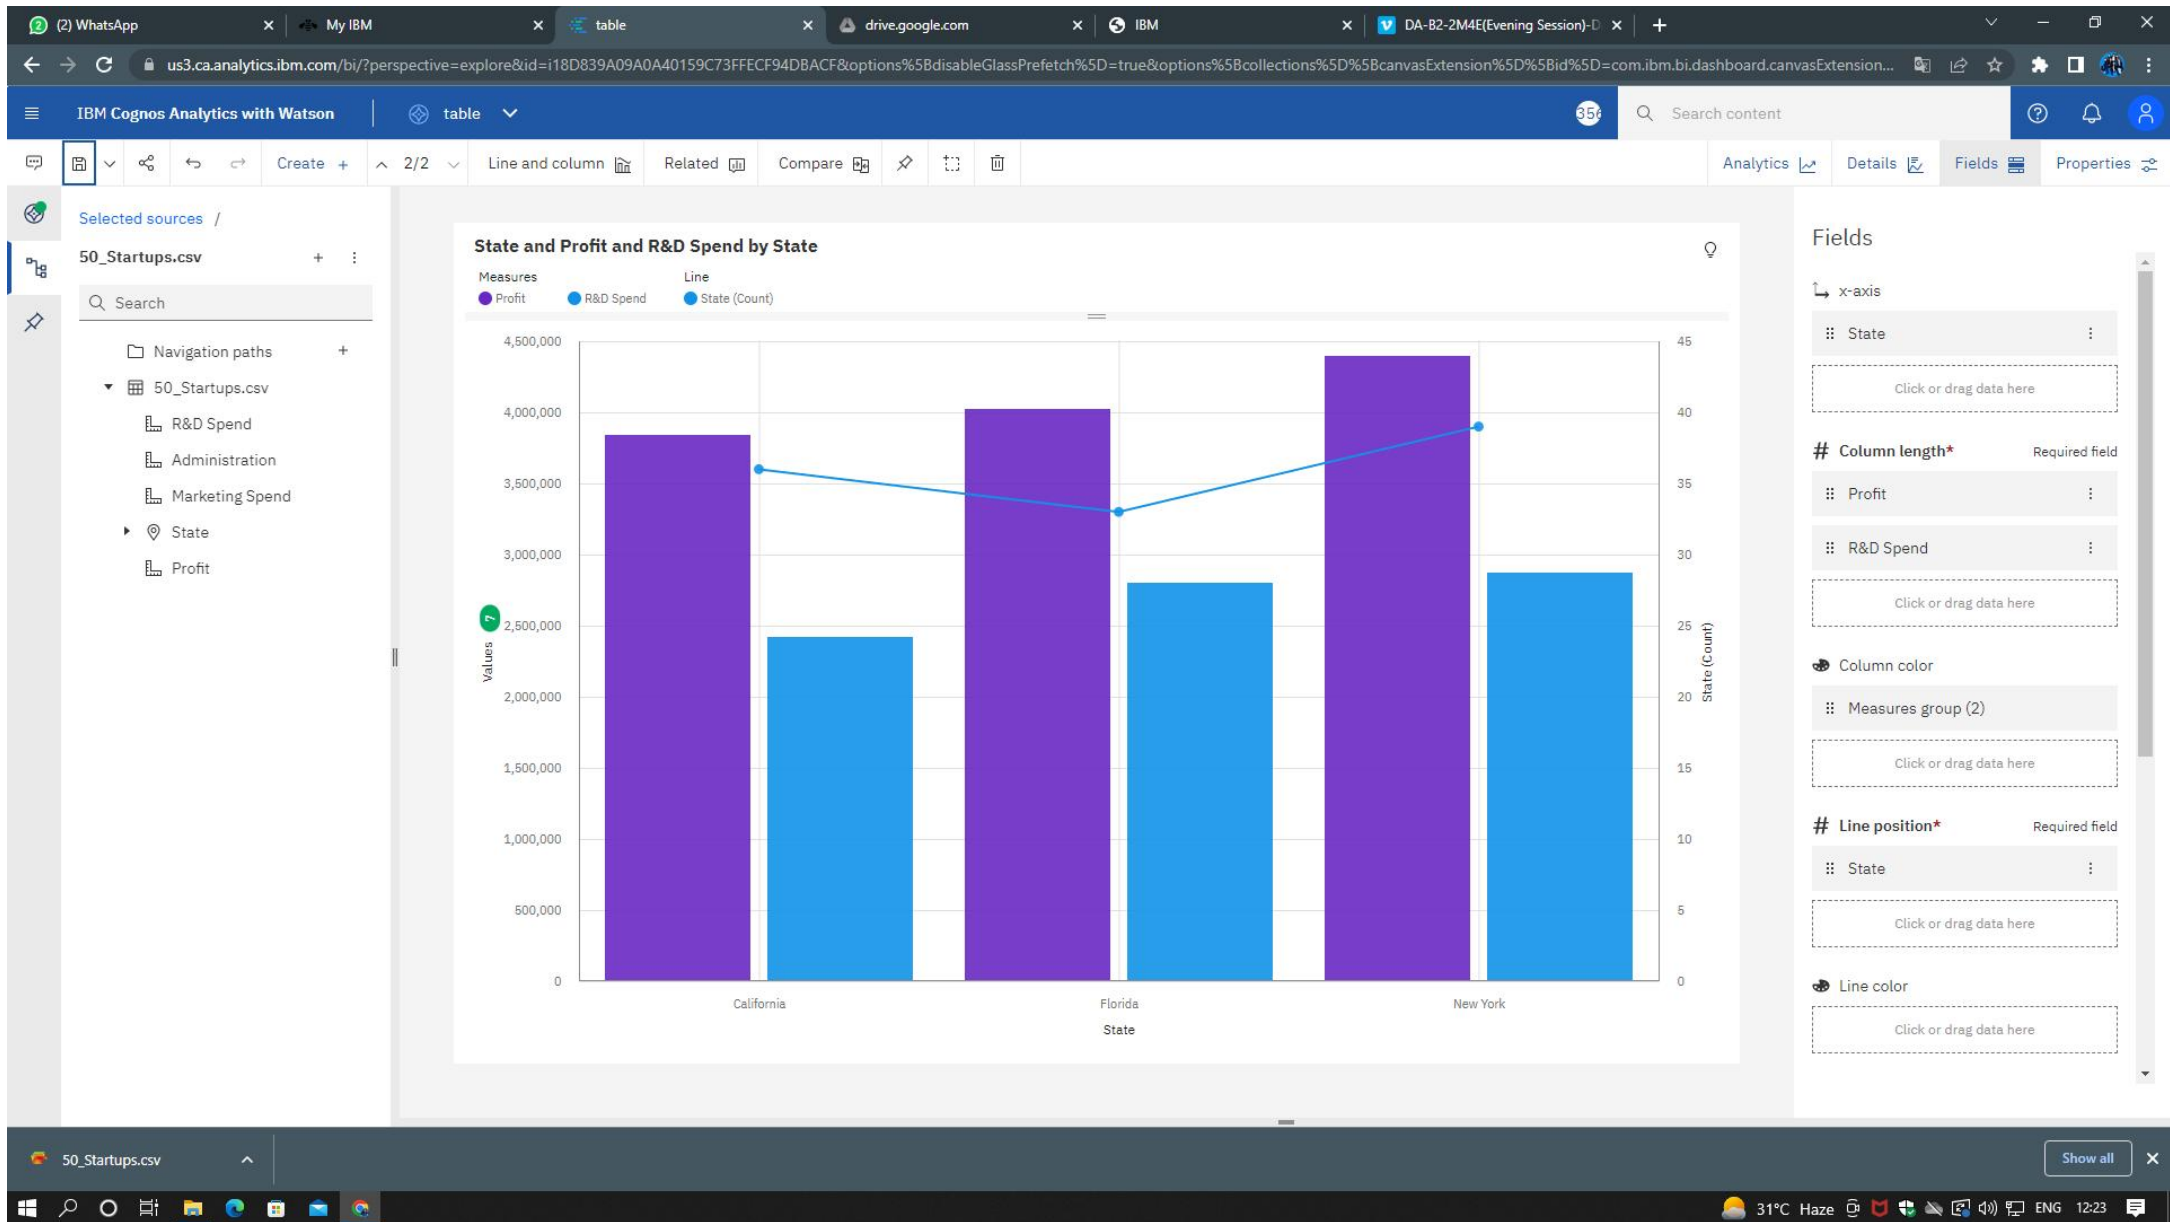 (2) WhatsApp
My IBM
table
drive.google.com
IBM
DA-B2-2M4E(Evening Session)-D
us3.ca.analytics.ibm.com/bi/?perspective=explore&id=i18D839A09A0A40159C73FFECF94DBACF&options%5BdisableGlassPrefetch%5D=true&options%5Bcollections%5D%5BcanvasExtension%5D%5Bid%5D=com.ibm.bi.dashboard.canvasExtension...
IBM Cognos Analytics with Watson
table
356
Search content
Create +
2/2
Line and column
Related
Compare
Analytics
Details
Fields
Properties
Selected sources /
50_Startups.csv
Search
Navigation paths
50_Startups.csv
R&D Spend
Administration
Marketing Spend
State
Profit
State and Profit and R&D Spend by State
Measures
Line
Profit
R&D Spend
State (Count)
4,500,000
4,000,000
3,500,000
3,000,000
2,500,000
2,000,000
1,500,000
1,000,000
500,000
0
7
Values
45
40
35
30
25
20
15
10
5
0
State (Count)
California
Florida
New York
State
Fields
x-axis
State
Click or drag data here
# Column length*
Required field
Profit
R&D Spend
Click or drag data here
Column color
Measures group (2)
Click or drag data here
# Line position*
Required field
State
Click or drag data here
Line color
Click or drag data here
50_Startups.csv
Show all
31°C Haze
ENG
12:23